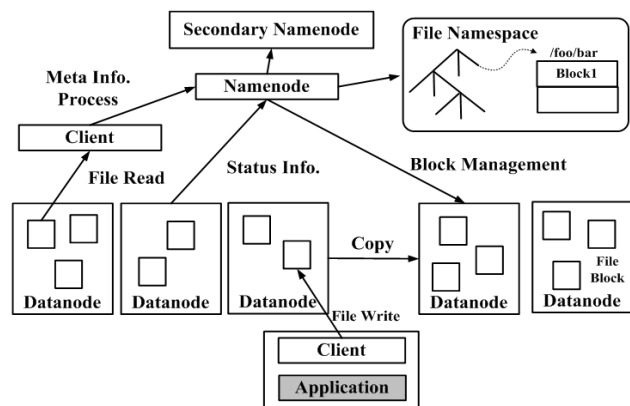 Secondary Namenode
File Namespace
/foo/bar
Block1
Meta Info.
Process
Namenode
Client
File Read
Status Info.
Block Management
Copy
File
Block
Datanode
Datanode
Datanode
Datanode
Datanode
File Write
Client
Application